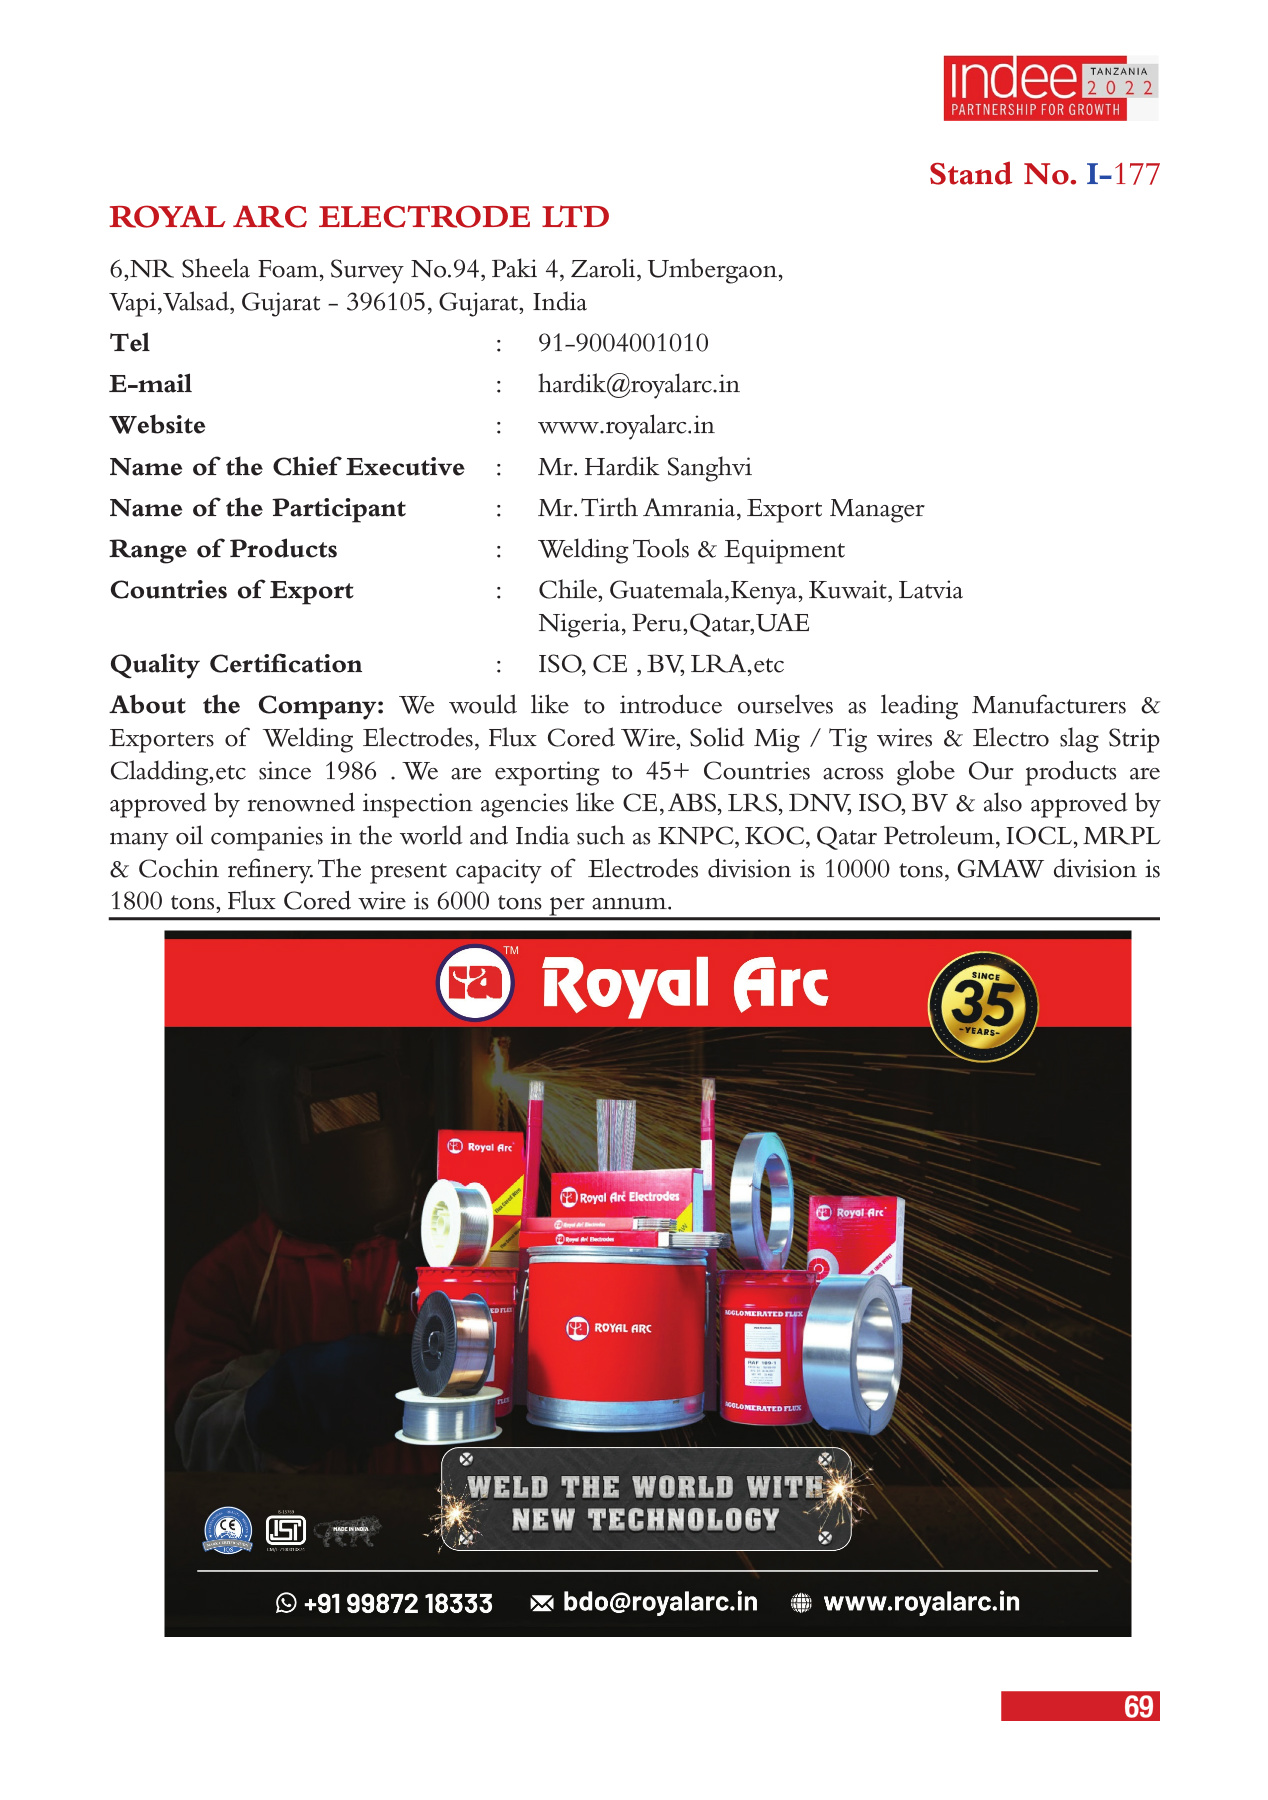 Indee TANZANIA
2022
PARTNERSHIP FOR GROWTH
Stand No. I-177
ROYAL ARC ELECTRODE LTD
6,NR Sheela Foam, Survey No.94, Paki 4, Zaroli, Umbergaon,
Vapi,Valsad, Gujarat - 396105, Gujarat, India
Tel : 91-9004001010
E-mail : hardik@royalarc.in
Website : www.royalarc.in
Name of the Chief Executive : Mr. Hardik Sanghvi
Name of the Participant : Mr. Tirth Amrania, Export Manager
Range of Products : Welding Tools & Equipment
Countries of Export : Chile, Guatemala,Kenya, Kuwait, Latvia
Nigeria, Peru,Qatar,UAE
Quality Certification : ISO, CE , BV, LRA,etc
About the Company: We would like to introduce ourselves as leading Manufacturers &
Exporters of Welding Electrodes, Flux Cored Wire, Solid Mig / Tig wires & Electro slag Strip
Cladding,etc since 1986 . We are exporting to 45+ Countries across globe Our products are
approved by renowned inspection agencies like CE, ABS, LRS, DNV, ISO, BV & also approved by
many oil companies in the world and India such as KNPC, KOC, Qatar Petroleum, IOCL, MRPL
& Cochin refinery. The present capacity of Electrodes division is 10000 tons, GMAW division is
1800 tons, Flux Cored wire is 6000 tons per annum.
ra TM Royal Arc
SINCE
35
-YEARS-
Royal Arc
Royal Arc Electrodes
Royal Arc Electrodes
Royal Arc Electrodes
Royal Arc
ROYAL ARC
ED FLUX
AGGLOMERATED FLUX
AGGLOMERATED FLUX
WELD THE WORLD WITH
NEW TECHNOLOGY
CE
MADE IN INDIA
+91 99872 18333 bdo@royalarc.in www.royalarc.in
69